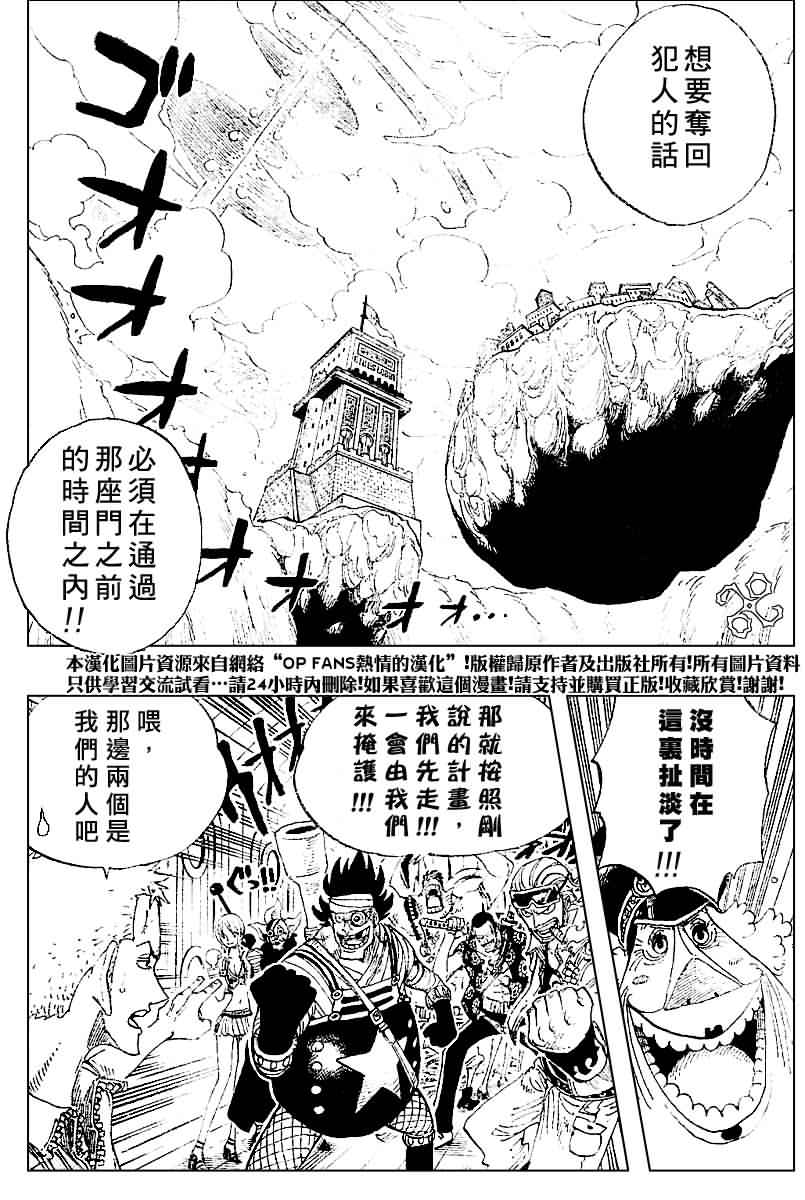 想要奪回
犯人的話
ゴオオオオオオオ…
必須在通過
那座門之前
的時間之內!!
本漢化圖片資源來自網絡“OP FANS熱情的漢化”!版權歸原作者及出版社所有!所有圖片資料
只供學習交流試看…請24小時內刪除!如果喜歡這個漫畫!請支持並購買正版!收藏欣賞!謝謝!
沒時間在
這裏扯淡了!!!
那就按照剛
說的計畫，
我們先走!!!
一會由我們
來掩護!!!
ぐっ!!
喂，
那邊兩個是
我們的人吧